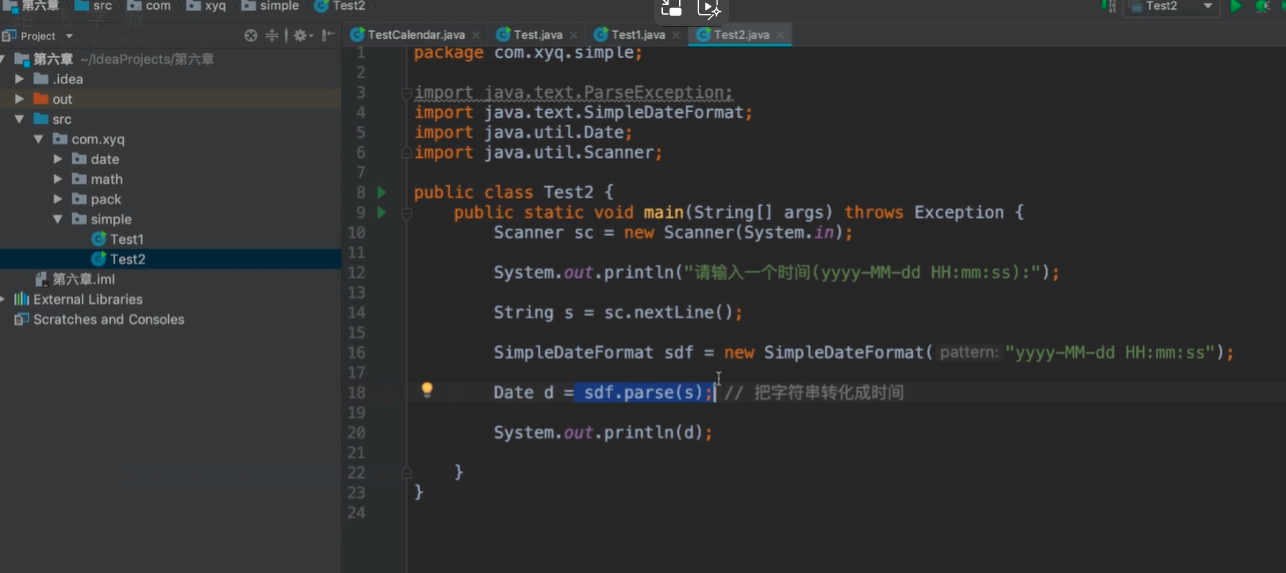 第六章 src com xyq simple Test2
Test2
Project
TestCalendar.java Test.java Test1.java Test2.java
第六章 ~/IdeaProjects/第六章
.idea
out
src
com.xyq
date
math
pack
simple
Test1
Test2
第六章.iml
External Libraries
Scratches and Consoles
1 package com.xyq.simple;
2
3 import java.text.ParseException;
4 import java.text.SimpleDateFormat;
5 import java.util.Date;
6 import java.util.Scanner;
7
8 public class Test2 {
9 public static void main(String[] args) throws Exception {
10 Scanner sc = new Scanner(System.in);
11
12 System.out.println("请输入一个时间(yyyy-MM-dd HH:mm:ss):");
13
14 String s = sc.nextLine();
15
16 SimpleDateFormat sdf = new SimpleDateFormat( pattern: "yyyy-MM-dd HH:mm:ss");
17
18 Date d = sdf.parse(s); // 把字符串转化成时间
19
20 System.out.println(d);
21
22 }
23 }
24